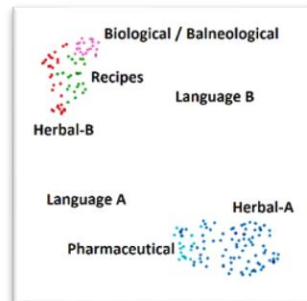 Biological / Balneological
Recipes
Language B
Herbal-B
Language A
Herbal-A
Pharmaceutical